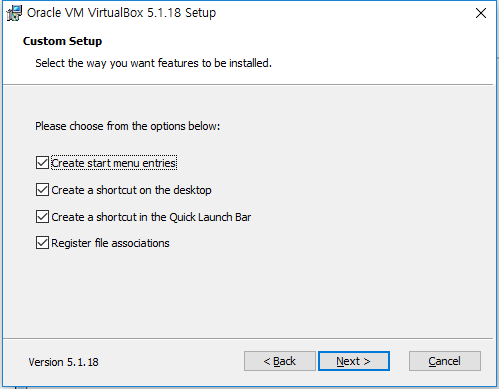 Oracle VM VirtualBox 5.1.18 Setup
Custom Setup
Select the way you want features to be installed.
Please choose from the options below:
Create start menu entries
Create a shortcut on the desktop
Create a shortcut in the Quick Launch Bar
Register file associations
Version 5.1.18
< Back
Next >
Cancel